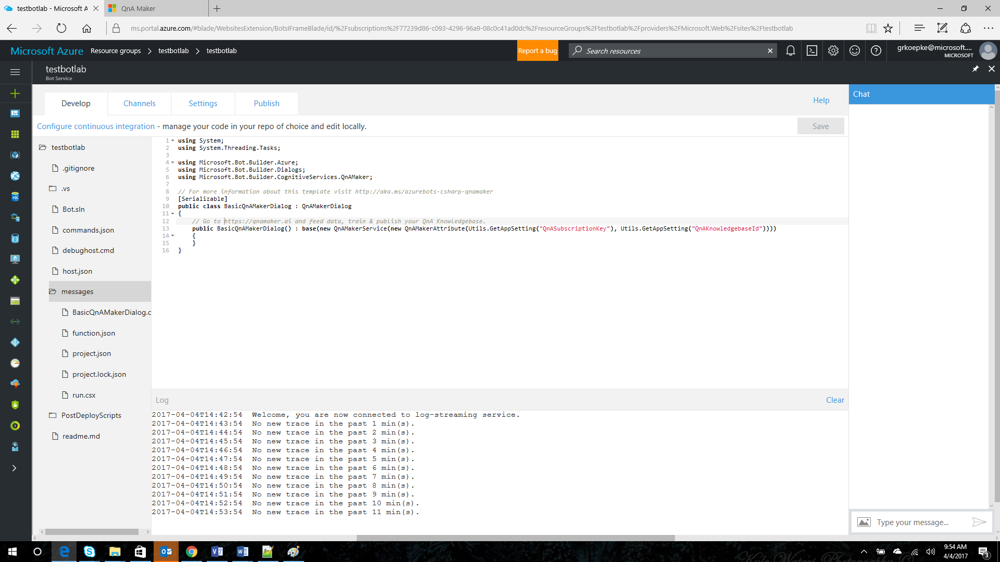 testbotlab - Microsoft A
QnA Maker
ms.portal.azure.com/#blade/WebsitesExtension/BotsIFrameBlade/id/%2Fsubscriptions%2F77239d86-c093-4296-96a9-08c0c41ad0dc%2FresourceGroups%2Ftestbotlab%2Fproviders%2FMicrosoft.Web%2Fsites%2Ftestbotlab
Microsoft Azure Resource groups > testbotlab > testbotlab
Report a bug
Search resources
grkoepke@microsoft....
MICROSOFT
testbotlab
Bot Service
Develop
Channels
Settings
Publish
Help
Chat
Configure continuous integration - manage your code in your repo of choice and edit locally.
Save
testbotlab
.gitignore
.vs
Bot.sln
commands.json
debughost.cmd
host.json
messages
BasicQnAMakerDialog.c
function.json
project.json
project.lock.json
run.csx
PostDeployScripts
readme.md
1 using System;
2 using System.Threading.Tasks;
3
4 using Microsoft.Bot.Builder.Azure;
5 using Microsoft.Bot.Builder.Dialogs;
6 using Microsoft.Bot.Builder.CognitiveServices.QnAMaker;
7
8 // For more information about this template visit http://aka.ms/azurebots-csharp-qnamaker
9 [Serializable]
10 public class BasicQnAMakerDialog : QnAMakerDialog
11 {
12 // Go to https://qnamaker.ai and feed data, train & publish your QnA Knowledgebase.
13 public BasicQnAMakerDialog() : base(new QnAMakerService(new QnAMakerAttribute(Utils.GetAppSetting("QnASubscriptionKey"), Utils.GetAppSetting("QnAKnowledgebaseId"))))
14 {
15 }
16 }
Log
Clear
2017-04-04T14:42:54 Welcome, you are now connected to log-streaming service.
2017-04-04T14:43:54 No new trace in the past 1 min(s).
2017-04-04T14:44:54 No new trace in the past 2 min(s).
2017-04-04T14:45:54 No new trace in the past 3 min(s).
2017-04-04T14:46:54 No new trace in the past 4 min(s).
2017-04-04T14:47:54 No new trace in the past 5 min(s).
2017-04-04T14:48:54 No new trace in the past 6 min(s).
2017-04-04T14:49:54 No new trace in the past 7 min(s).
2017-04-04T14:50:54 No new trace in the past 8 min(s).
2017-04-04T14:51:54 No new trace in the past 9 min(s).
2017-04-04T14:52:54 No new trace in the past 10 min(s).
2017-04-04T14:53:54 No new trace in the past 11 min(s).
Type your message...
9:54 AM
4/4/2017
3